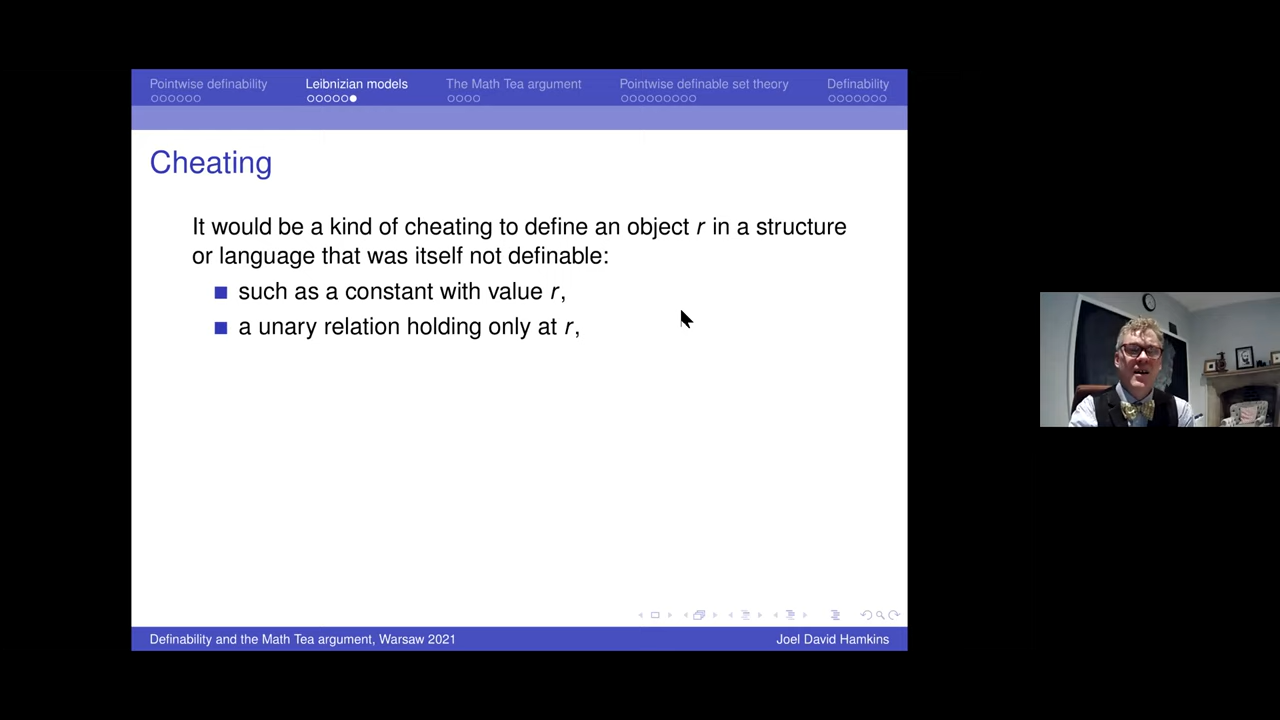 Pointwise definability Leibnizian models The Math Tea argument Pointwise definable set theory Definability
Cheating
It would be a kind of cheating to define an object r in a structure
or language that was itself not definable:
such as a constant with value r,
a unary relation holding only at r,
Definability and the Math Tea argument, Warsaw 2021 Joel David Hamkins